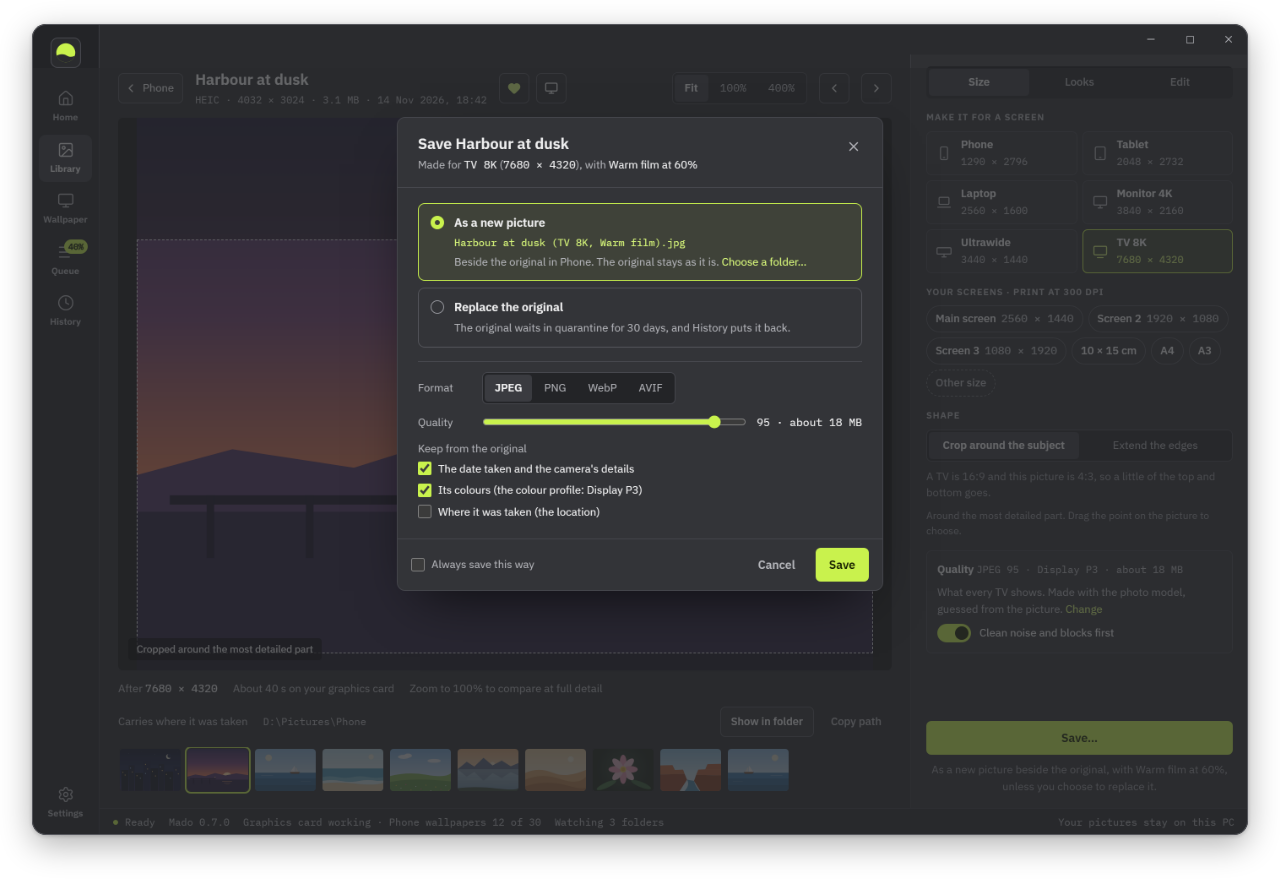 Home
Library
Wallpaper
40%
Queue
History
Settings
Phone
Harbour at dusk
HEIC · 4032 × 3024 · 3.1 MB · 14 Nov 2026, 18:42
Fit 100% 400%
Save Harbour at dusk
Made for TV 8K (7680 × 4320), with Warm film at 60%
As a new picture
Harbour at dusk (TV 8K, Warm film).jpg
Beside the original in Phone. The original stays as it is. Choose a folder...
Replace the original
The original waits in quarantine for 30 days, and History puts it back.
Format JPEG PNG WebP AVIF
Quality 95 · about 18 MB
Keep from the original
The date taken and the camera's details
Its colours (the colour profile: Display P3)
Where it was taken (the location)
Always save this way Cancel Save
Cropped around the most detailed part
After 7680 × 4320 About 40 s on your graphics card Zoom to 100% to compare at full detail
Carries where it was taken D:\Pictures\Phone Show in folder Copy path
Size Looks Edit
MAKE IT FOR A SCREEN
Phone
1290 × 2796
Tablet
2048 × 2732
Laptop
2560 × 1600
Monitor 4K
3840 × 2160
Ultrawide
3440 × 1440
TV 8K
7680 × 4320
YOUR SCREENS · PRINT AT 300 DPI
Main screen 2560 × 1440 Screen 2 1920 × 1080
Screen 3 1080 × 1920 10 × 15 cm A4 A3
Other size
SHAPE
Crop around the subject Extend the edges
A TV is 16:9 and this picture is 4:3, so a little of the top and
bottom goes.
Around the most detailed part. Drag the point on the picture to
choose.
Quality JPEG 95 · Display P3 · about 18 MB
What every TV shows. Made with the photo model,
guessed from the picture. Change
Clean noise and blocks first
Save...
As a new picture beside the original, with Warm film at 60%,
unless you choose to replace it.
Ready Mado 0.7.0 Graphics card working · Phone wallpapers 12 of 30 Watching 3 folders Your pictures stay on this PC